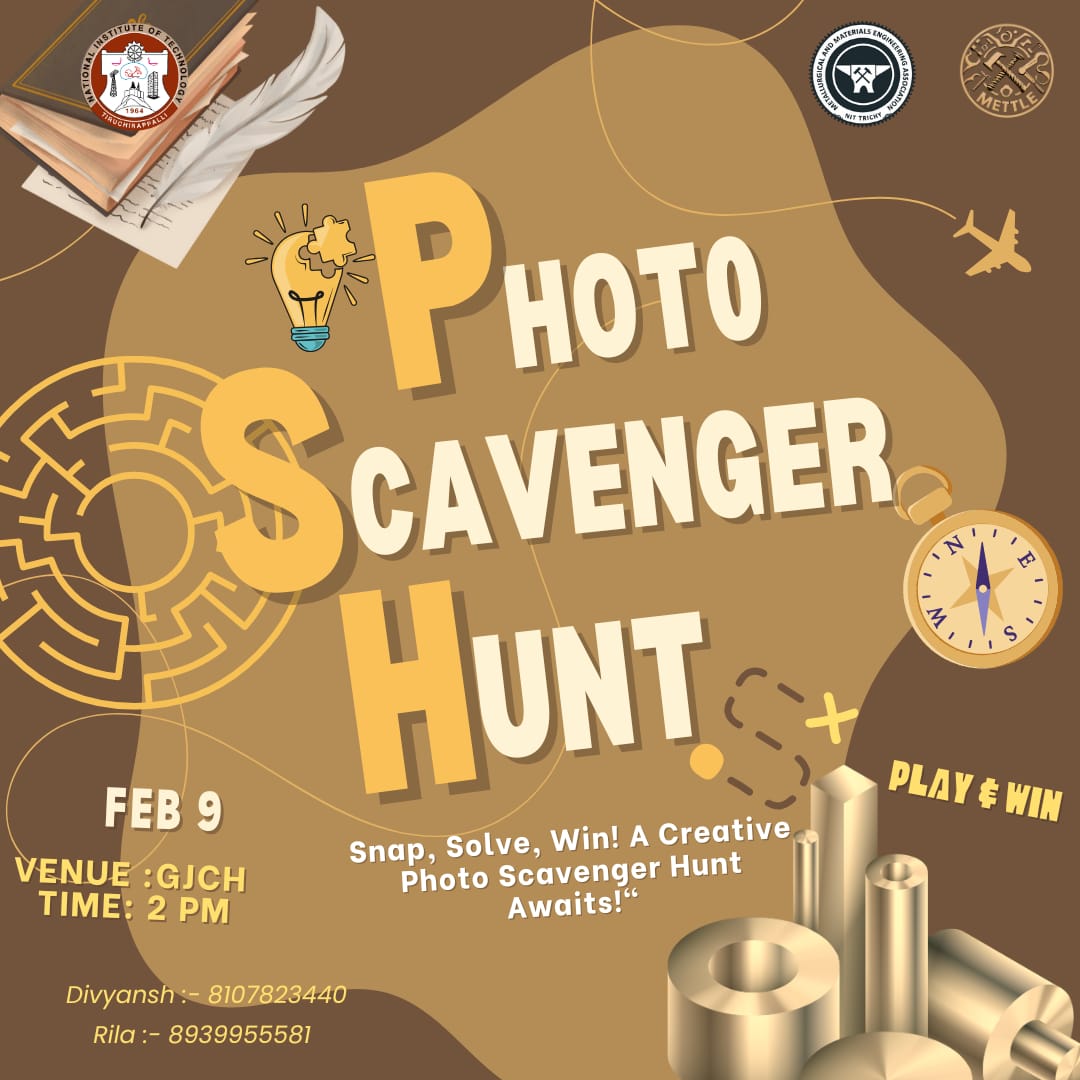 NATIONAL INSTITUTE OF TECHNOLOGY
1964
TIRUCHIRAPPALLI
METALLURGICAL AND MATERIALS ENGINEERING ASSOCIATION
NIT TRICHY
METTLE
PHOTO
SCAVENGER
HUNT
N
E
S
W
PLAY & WIN
FEB 9
VENUE :GJCH
TIME: 2 PM
Snap, Solve, Win! A Creative
Photo Scavenger Hunt
Awaits!“
Divyansh :- 8107823440
Rila :- 8939955581